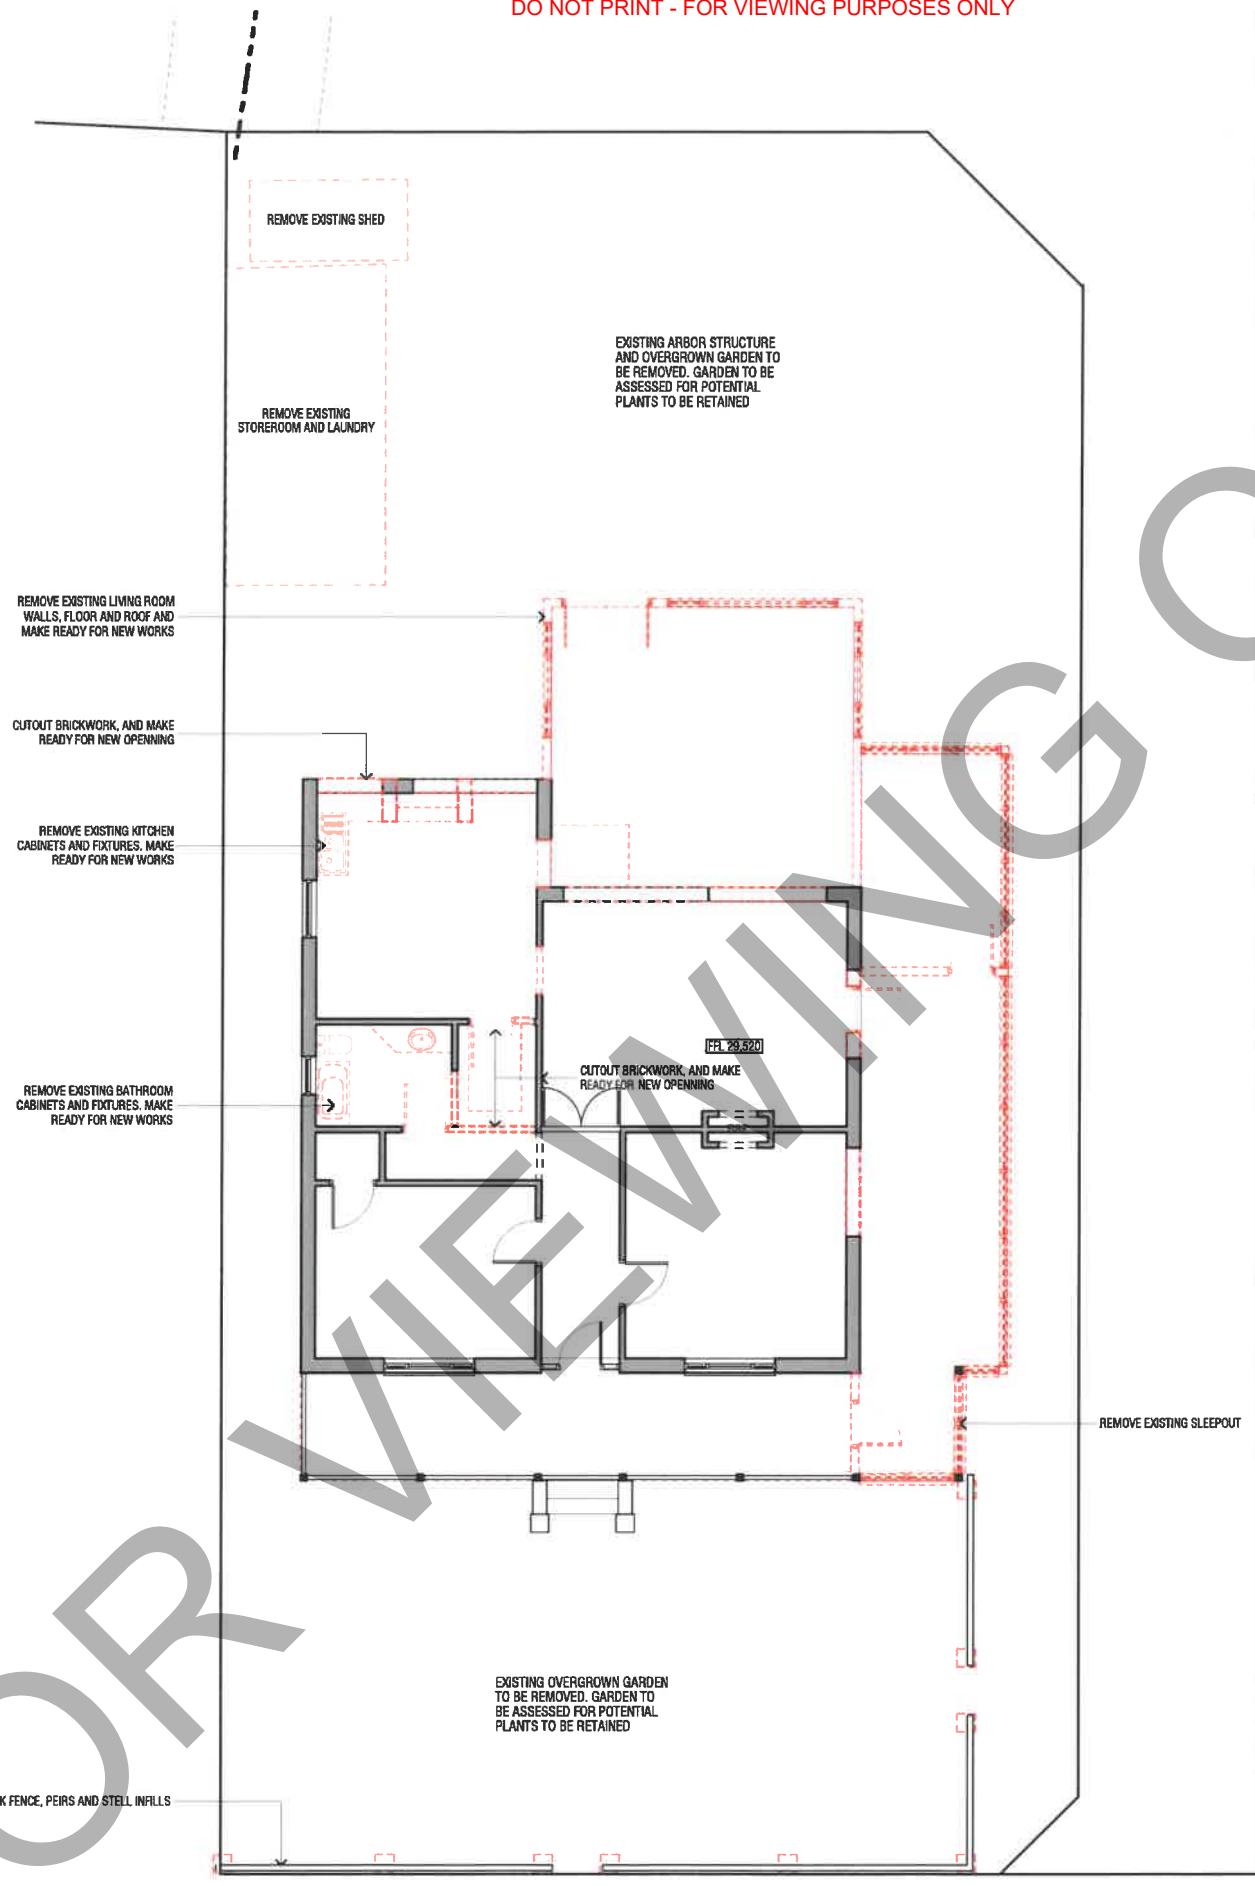 DO NOT PRINT - FOR VIEWING PURPOSES ONLY
REMOVE EXISTING SHED
EXISTING ARBOR STRUCTURE
AND OVERGROWN GARDEN TO
BE REMOVED. GARDEN TO BE
ASSESSED FOR POTENTIAL
PLANTS TO BE RETAINED
REMOVE EXISTING
STOREROOM AND LAUNDRY
REMOVE EXISTING LIVING ROOM
WALLS, FLOOR AND ROOF AND
MAKE READY FOR NEW WORKS
CUTOUT BRICKWORK, AND MAKE
READY FOR NEW OPENNING
REMOVE EXISTING KITCHEN
CABINETS AND FIXTURES. MAKE
READY FOR NEW WORKS
FFL 29,520
CUTOUT BRICKWORK, AND MAKE
READY FOR NEW OPENNING
REMOVE EXISTING BATHROOM
CABINETS AND FIXTURES. MAKE
READY FOR NEW WORKS
REMOVE EXISTING SLEEPOUT
EXISTING OVERGROWN GARDEN
TO BE REMOVED. GARDEN TO
BE ASSESSED FOR POTENTIAL
PLANTS TO BE RETAINED
K FENCE, PEIRS AND STELL INFILLS
OR VIEWING O